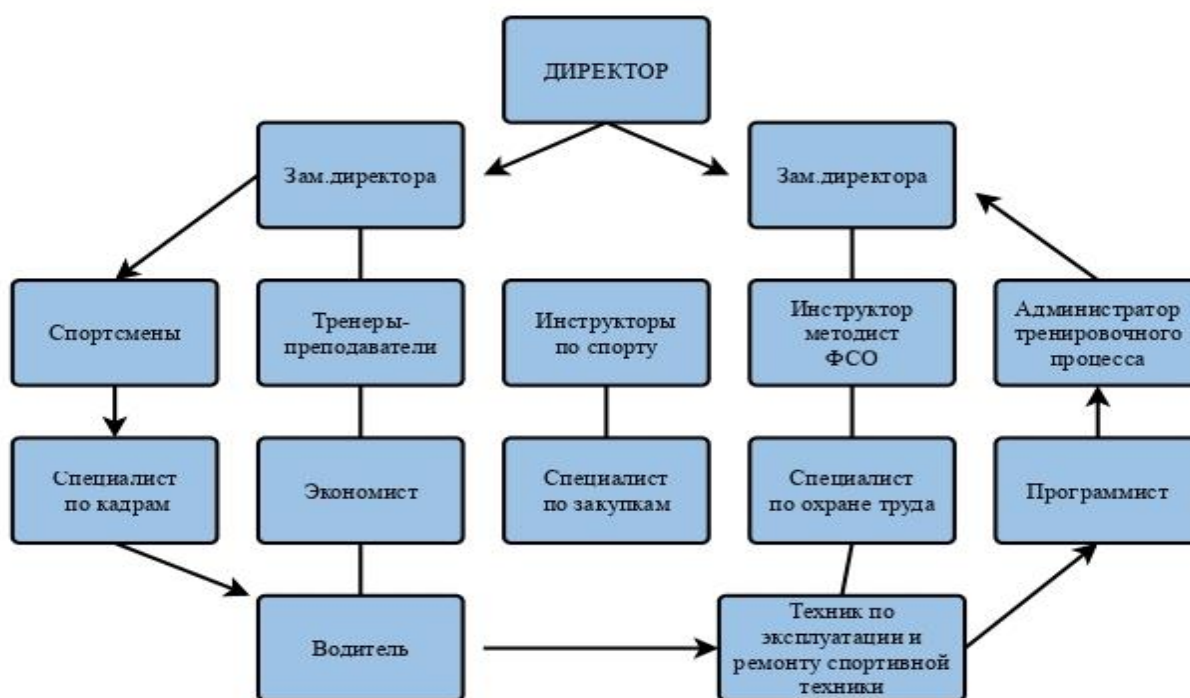 ДИРЕКТОР
Зам.директора
Зам.директора
Спортсмены
Тренеры-
преподаватели
Инструкторы
по спорту
Инструктор
методист
ФСО
Администратор
тренировочного
процесса
Специалист
по кадрам
Экономист
Специалист
по закупкам
Специалист
по охране труда
Программист
Водитель
Техник по
эксплуатации и
ремонту спортивной
техники